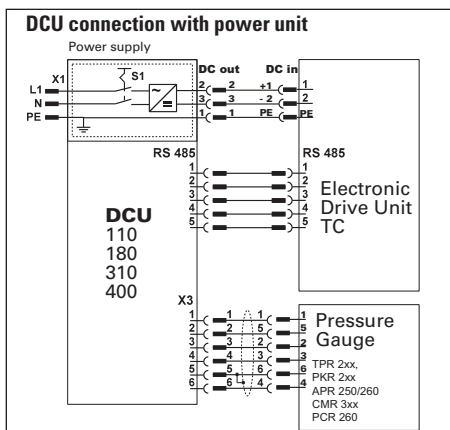 DCU connection with power unit
Power supply
X1 S1 DC out DC in
L1 2 2 +1 1
N 3 3 - 2 2
PE 1 1 PE PE
RS 485 RS 485
1 1
2 2
3 3
4 4
5 5
Electronic
Drive Unit
TC
DCU
110
180
310
400
X3
1 1 1 1
2 2 5 5
3 3 2 2
4 4 3 3
5 5 6 6
6 6 4 4
Pressure
Gauge
TPR 2xx,
PKR 2xx
APR 250/260
CMR 3xx
PCR 260